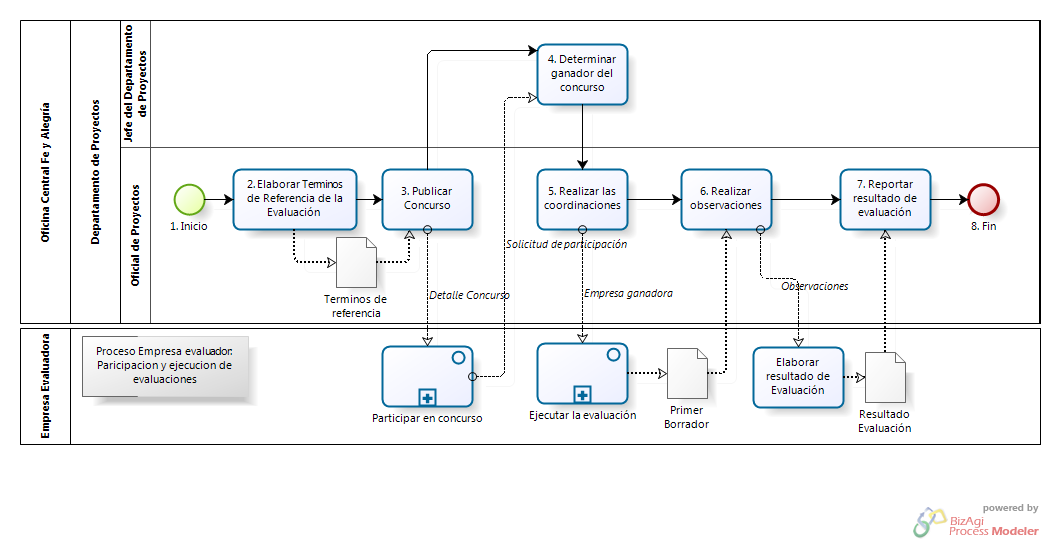 Oficina Central Fe y Alegría
Departamento de Proyectos
Jefe del Departamento
de Proyectos
4. Determinar
ganador del
concurso
Oficial de Proyectos
1. Inicio
2. Elaborar Terminos
de Referencia de la
Evaluación
3. Publicar
Concurso
5. Realizar las
coordinaciones
6. Realizar
observaciones
7. Reportar
resultado de
evaluación
8. Fin
Solicitud de participación
Terminos de
referencia
Detalle Concurso
Empresa ganadora
Observaciones
Empresa Evaluadora
Proceso Empresa evaluador:
Paricipacion y ejecucion de
evaluaciones
Participar en concurso
Ejecutar la evaluación
Primer
Borrador
Elaborar
resultado de
Evaluación
Resultado
Evaluación
powered by
BizAgi
Process Modeler